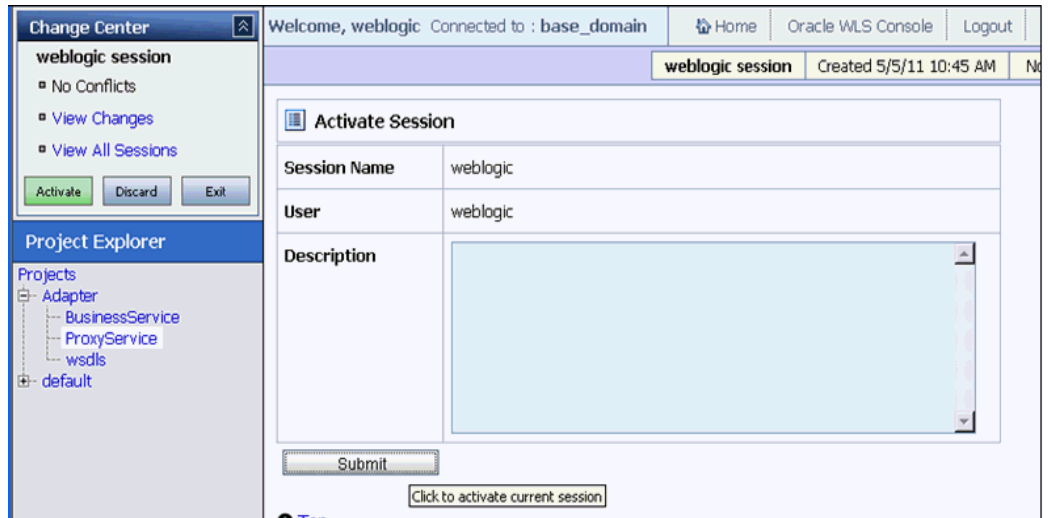 Change Center
weblogic session
No Conflicts
View Changes
View All Sessions
Activate Discard Exit
Project Explorer
Projects
Adapter
BusinessService
ProxyService
wsdls
default
Welcome, weblogic Connected to : base_domain Home Oracle WLS Console Logout
weblogic session Created 5/5/11 10:45 AM
Activate Session
Session Name weblogic
User weblogic
Description
Submit
Click to activate current session